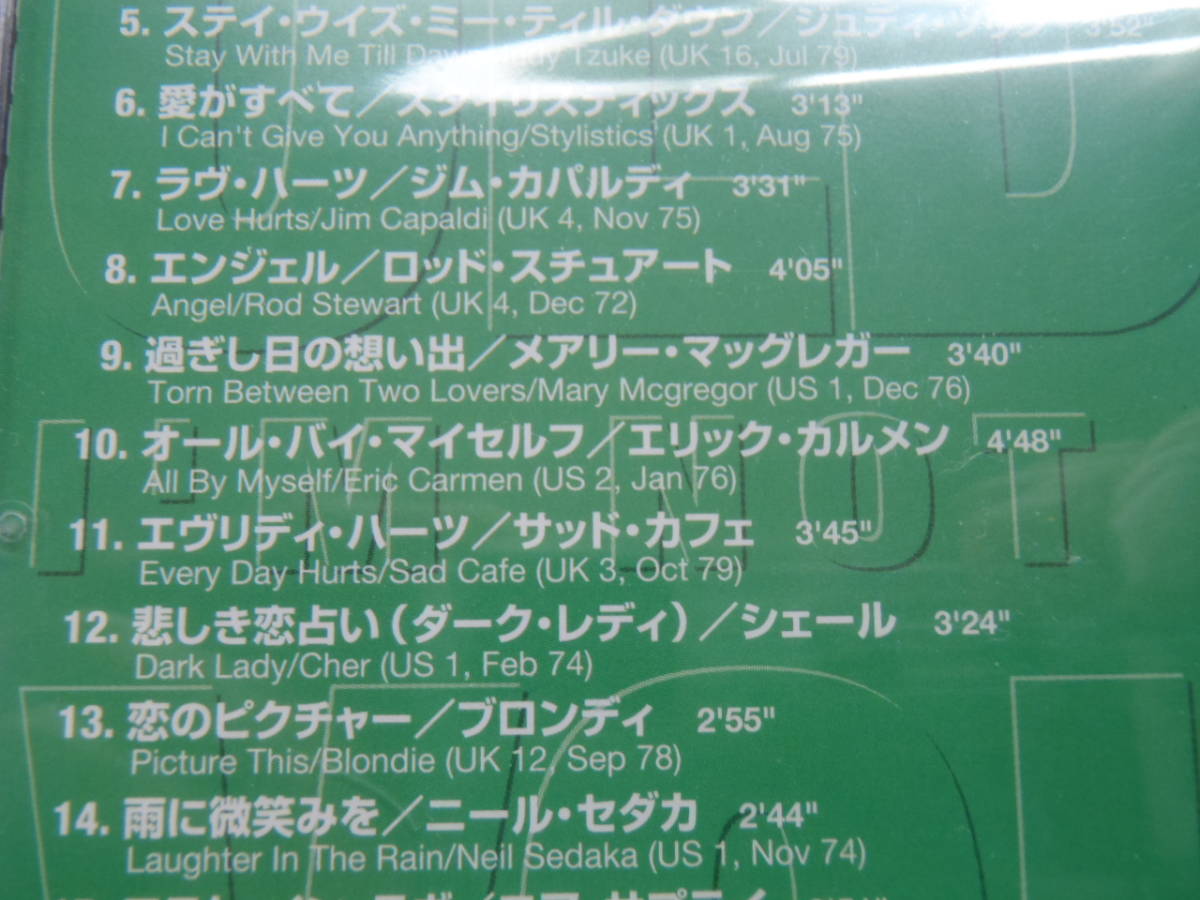 5. ステイ・ウイズ・ミー・ティル・ダウン／ジュディ・ツック 3'52"
Stay With Me Till Tzuke (UK 16, Jul 79)
6. 愛がすべて／スタイリスティックス 3'13"
I Can't Give You Anything/Stylistics (UK 1, Aug 75)
7. ラヴ・ハーツ／ジム・カパルディ 3'31"
Love Hurts/Jim Capaldi (UK 4, Nov 75)
8. エンジェル／ロッド・スチュアート 4'05"
Angel/Rod Stewart (UK 4, Dec 72)
9. 過ぎし日の想い出／メアリー・マッグレガー 3'40"
Torn Between Two Lovers/Mary Mcgregor (US 1, Dec 76)
10. オール・バイ・マイセルフ／エリック・カルメン 4'48"
All By Myself/Eric Carmen (US 2, Jan 76)
I'M NOT
11. エヴリディ・ハーツ／サッド・カフェ 3'45"
Every Day Hurts/Sad Cafe (UK 3, Oct 79)
12. 悲しき恋占い（ダーク・レディ）／シェール 3'24"
Dark Lady/Cher (US 1, Feb 74)
13. 恋のピクチャー／ブロンディ 2'55"
Picture This/Blondie (UK 12, Sep 78)
14. 雨に微笑みを／ニール・セダカ 2'44"
Laughter In The Rain/Neil Sedaka (US 1, Nov 74)